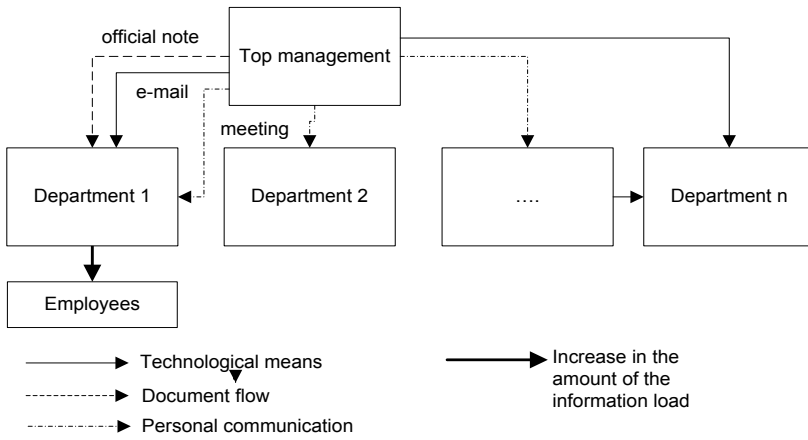 official note
Top management
e-mail
meeting
Department 1
Department 2
....
Department n
Employees
Technological means
Document flow
Personal communication
Increase in the
amount of the
information load